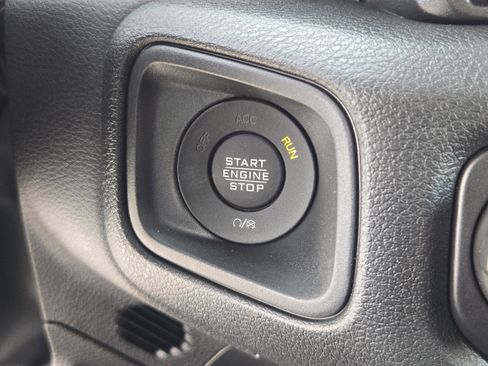 OFF
ACC
RUN
START
ENGINE
STOP